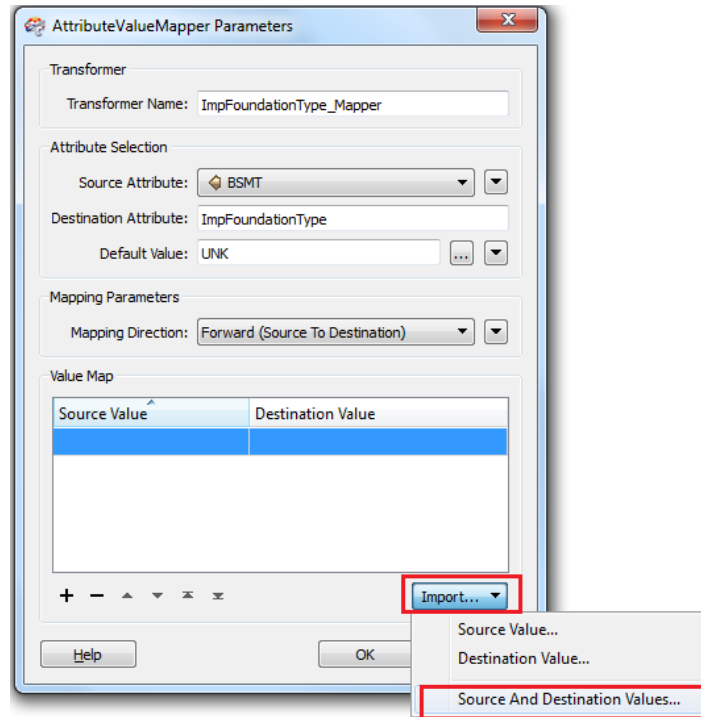 AttributeValueMapper Parameters
Transformer
Transformer Name: ImpFoundationType_Mapper
Attribute Selection
Source Attribute: BSMT
Destination Attribute: ImpFoundationType
Default Value: UNK ...
Mapping Parameters
Mapping Direction: Forward (Source To Destination)
Value Map
Source Value Destination Value
Import...
Source Value...
Help OK
Destination Value...
Source And Destination Values...